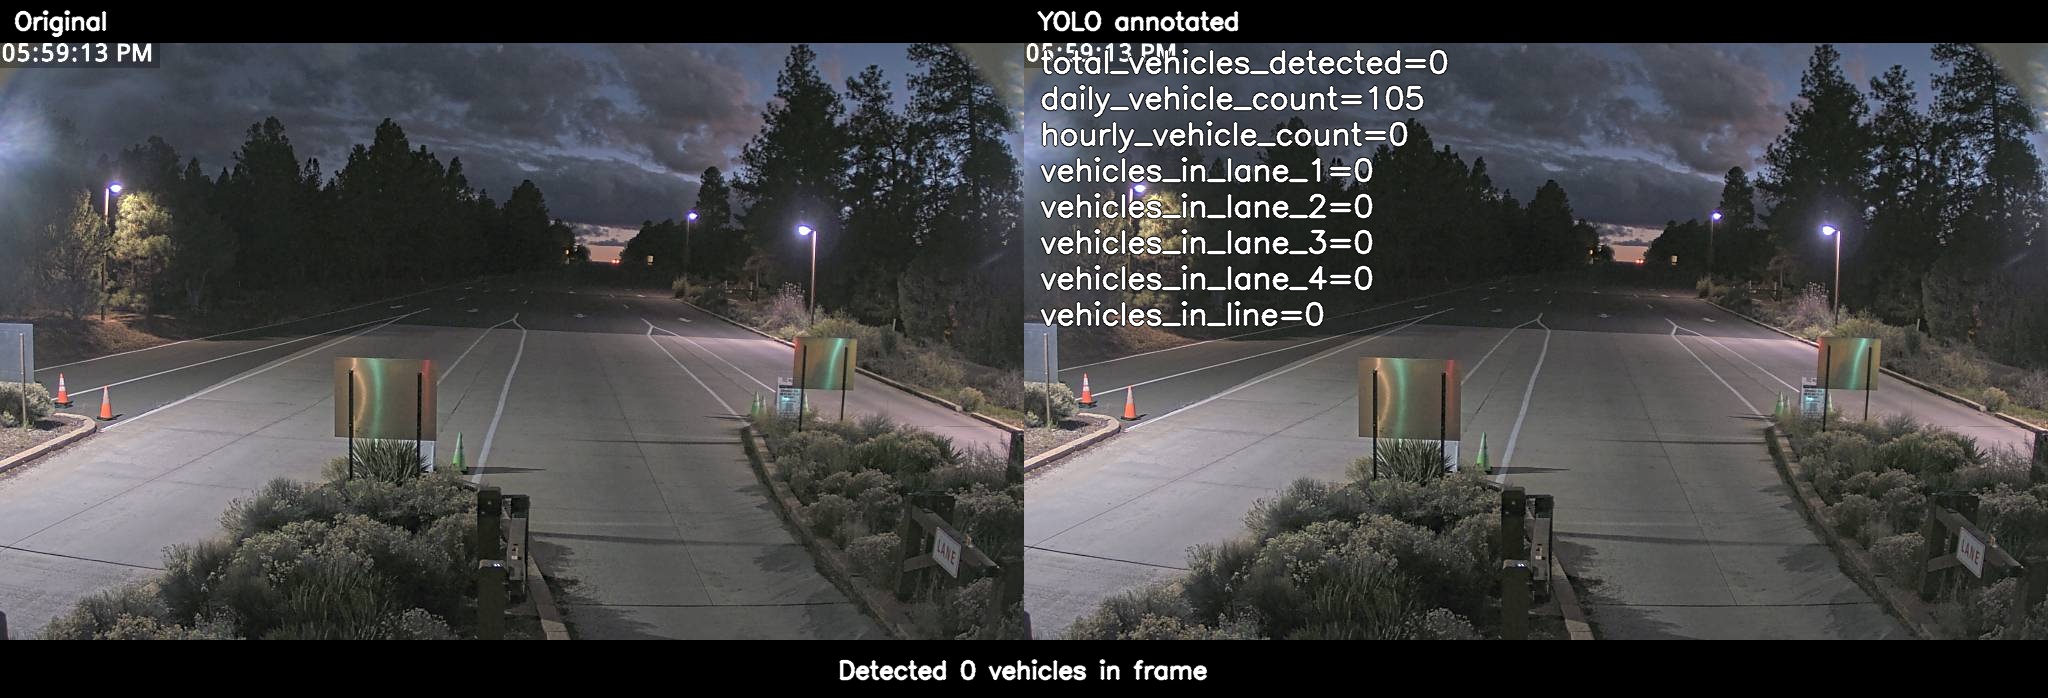 Original
05:59:13 PM
LANE
YOLO annotated
05:59:13 PM
total_vehicles_detected=0
daily_vehicle_count=105
hourly_vehicle_count=0
vehicles_in_lane_1=0
vehicles_in_lane_2=0
vehicles_in_lane_3=0
vehicles_in_lane_4=0
vehicles_in_line=0
LANE
Detected 0 vehicles in frame